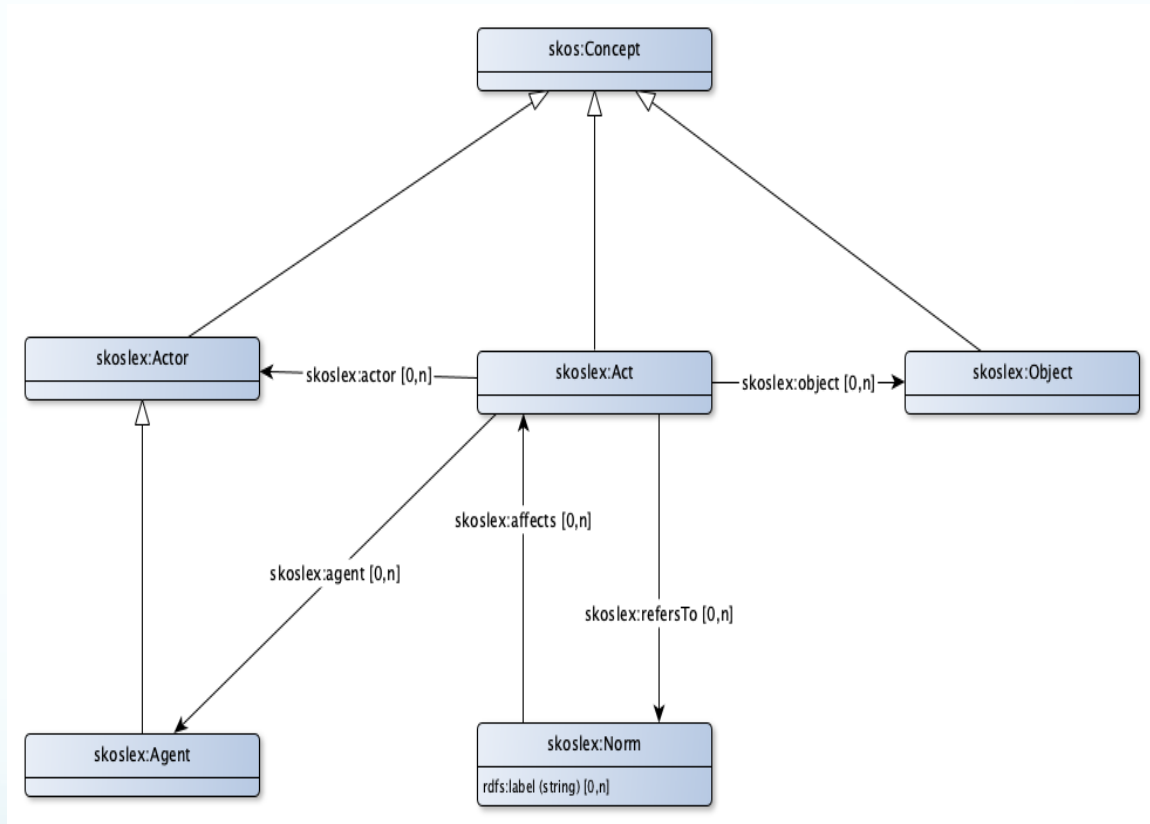 skos:Concept
skoslex:Actor
skoslex:actor [0,n]
skoslex:Act
skoslex:object [0,n]
skoslex:Object
skoslex:affects [0,n]
skoslex:agent [0,n]
skoslex:refersTo [0,n]
skoslex:Agent
skoslex:Norm
rdfs:label (string) [0,n]